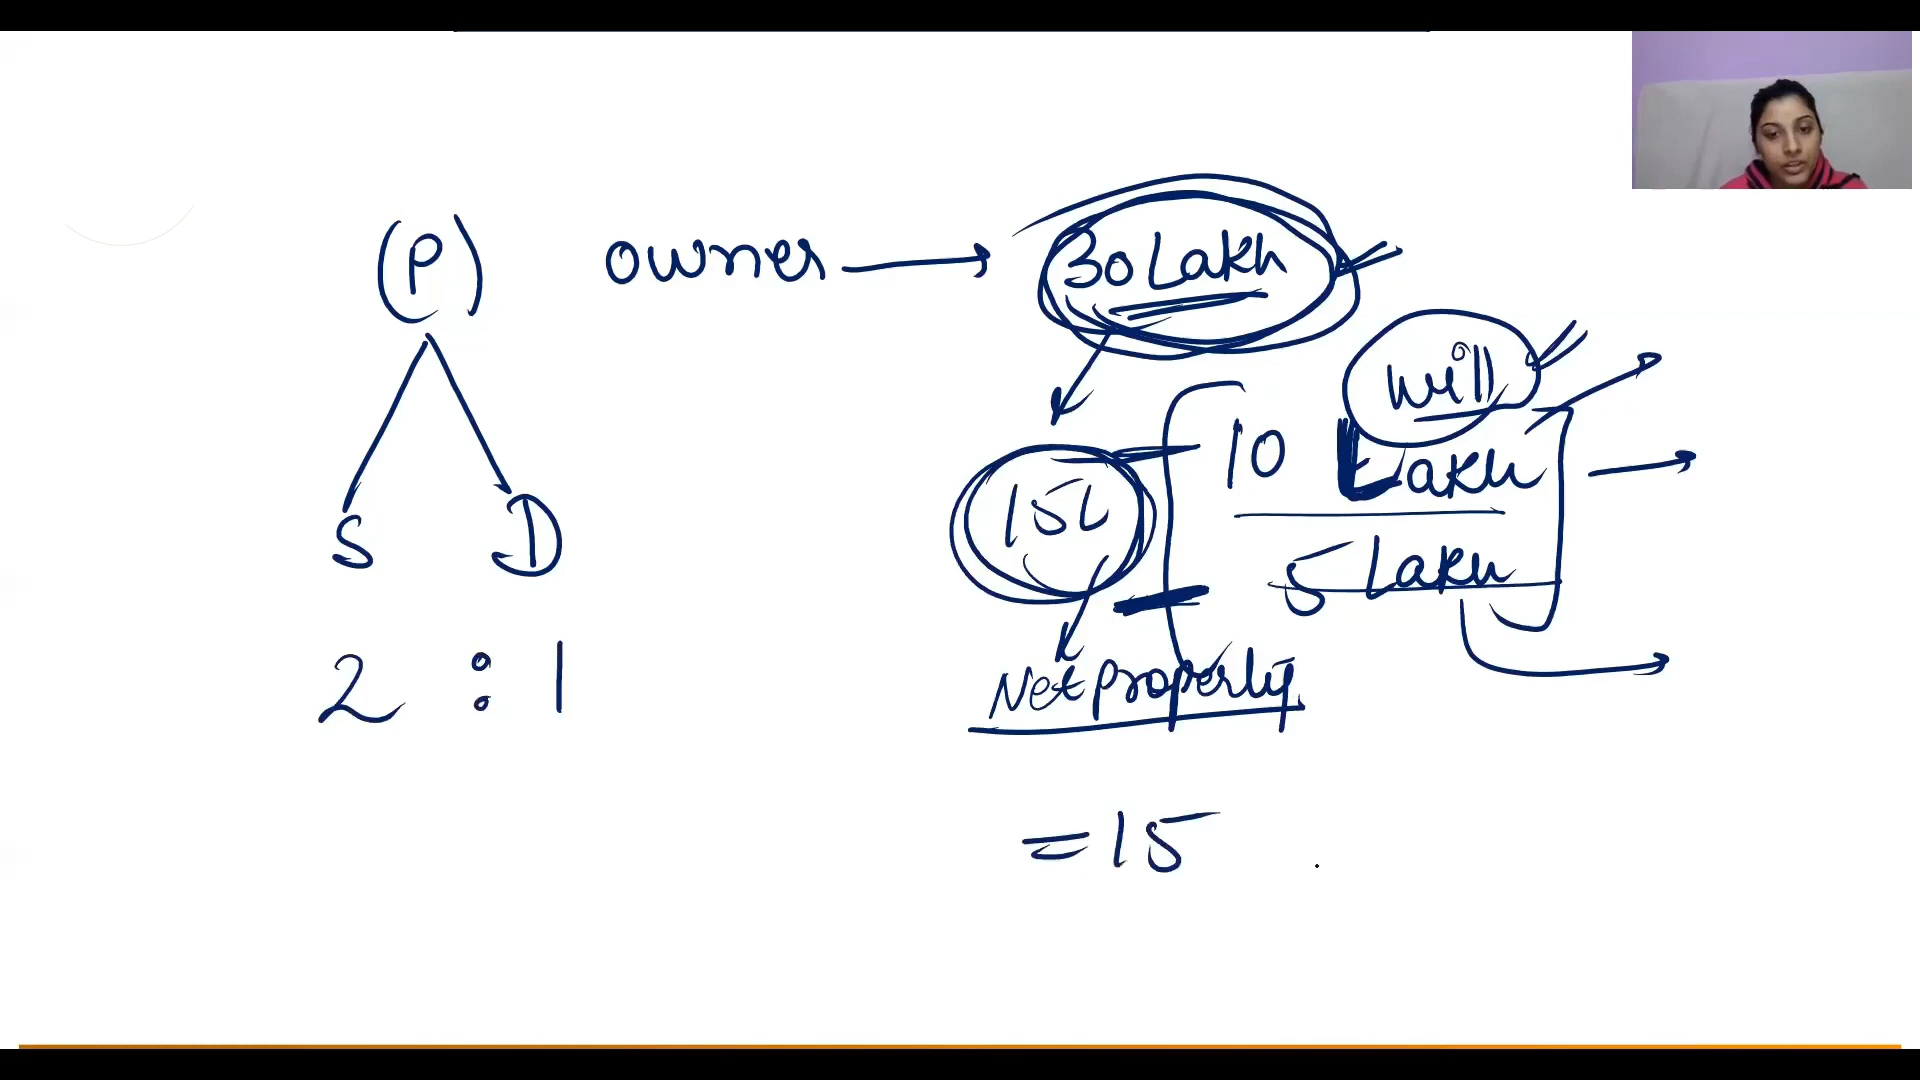 (P) owner → 30 Lakh
will
10 Lakh
15L
S D
5 Lakh
2 : 1
Net property
= 15